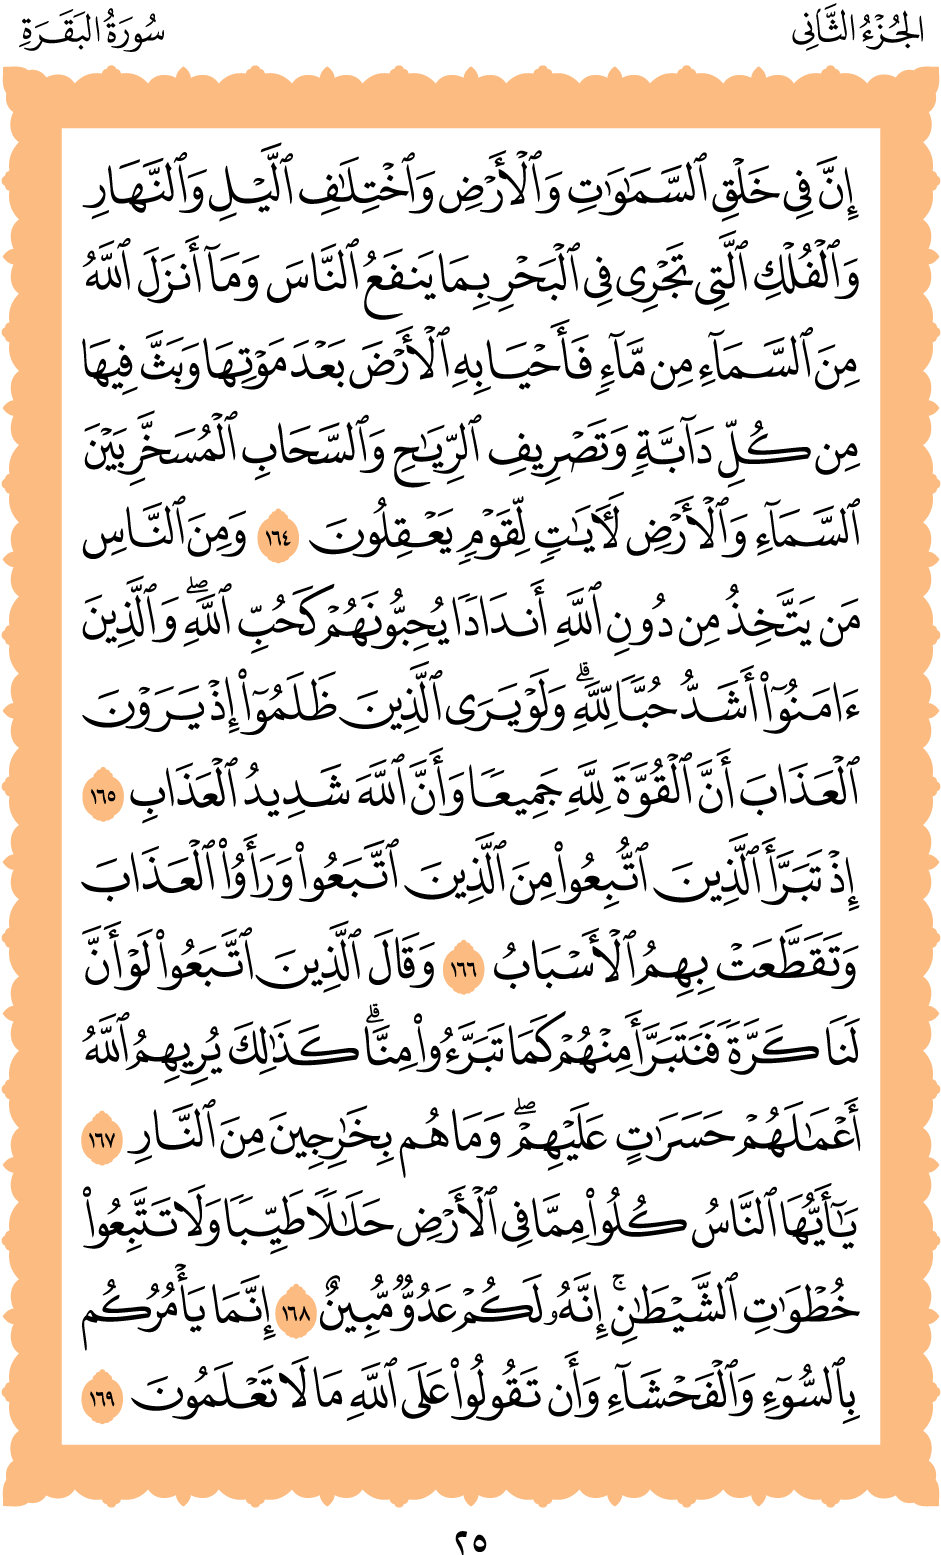 الجُزْءُ الثَّانِي
سُورَةُ البَقَرَةِ
إِنَّ فِي خَلْقِ ٱلسَّمَٰوَٰتِ وَٱلْأَرْضِ وَٱخْتِلَٰفِ ٱلَّيْلِ وَٱلنَّهَارِ
وَٱلْفُلْكِ ٱلَّتِي تَجْرِي فِي ٱلْبَحْرِ بِمَا يَنفَعُ ٱلنَّاسَ وَمَآ أَنزَلَ ٱللَّهُ
مِنَ ٱلسَّمَآءِ مِن مَّآءٍ فَأَحْيَا بِهِ ٱلْأَرْضَ بَعْدَ مَوْتِهَا وَبَثَّ فِيهَا
مِن كُلِّ دَآبَّةٍ وَتَصْرِيفِ ٱلرِّيَٰحِ وَٱلسَّحَابِ ٱلْمُسَخَّرِ بَيْنَ
ٱلسَّمَآءِ وَٱلْأَرْضِ لَأٓيَٰتٍ لِّقَوْمٍ يَعْقِلُونَ ١٦٤ وَمِنَ ٱلنَّاسِ
مَن يَتَّخِذُ مِن دُونِ ٱللَّهِ أَندَادًا يُحِبُّونَهُمْ كَحُبِّ ٱللَّهِۖ وَٱلَّذِينَ
ءَامَنُوٓا۟ أَشَدُّ حُبًّا لِّلَّهِۗ وَلَوْ يَرَى ٱلَّذِينَ ظَلَمُوٓا۟ إِذْ يَرَوْنَ
ٱلْعَذَابَ أَنَّ ٱلْقُوَّةَ لِلَّهِ جَمِيعًا وَأَنَّ ٱللَّهَ شَدِيدُ ٱلْعَذَابِ ١٦٥
إِذْ تَبَرَّأَ ٱلَّذِينَ ٱتُّبِعُوا۟ مِنَ ٱلَّذِينَ ٱتَّبَعُوا۟ وَرَأَوُا۟ ٱلْعَذَابَ
وَتَقَطَّعَتْ بِهِمُ ٱلْأَسْبَابُ ١٦٦ وَقَالَ ٱلَّذِينَ ٱتَّبَعُوا۟ لَوْ أَنَّ
لَنَا كَرَّةً فَنَتَبَرَّأَ مِنْهُمْ كَمَا تَبَرَّءُوا۟ مِنَّاۗ كَذَٰلِكَ يُرِيهِمُ ٱللَّهُ
أَعْمَٰلَهُمْ حَسَرَٰتٍ عَلَيْهِمْۖ وَمَا هُم بِخَٰرِجِينَ مِنَ ٱلنَّارِ ١٦٧
يَٰٓأَيُّهَا ٱلنَّاسُ كُلُوا۟ مِمَّا فِي ٱلْأَرْضِ حَلَٰلًا طَيِّبًا وَلَا تَتَّبِعُوا۟
خُطُوَٰتِ ٱلشَّيْطَٰنِۚ إِنَّهُۥ لَكُمْ عَدُوٌّ مُّبِينٌ ١٦٨ إِنَّمَا يَأْمُرُكُم
بِٱلسُّوٓءِ وَٱلْفَحْشَآءِ وَأَن تَقُولُوا۟ عَلَى ٱللَّهِ مَا لَا تَعْلَمُونَ ١٦٩
٢٥